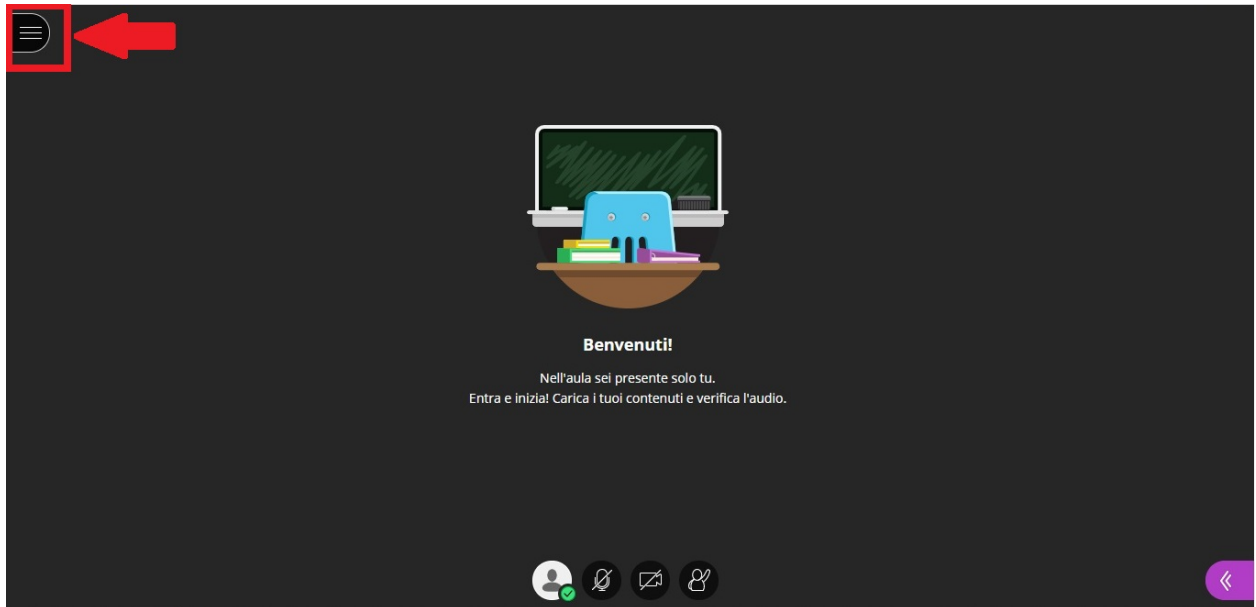 Benvenuti!
Nell'aula sei presente solo tu.
Entra e inizia! Carica i tuoi contenuti e verifica l'audio.